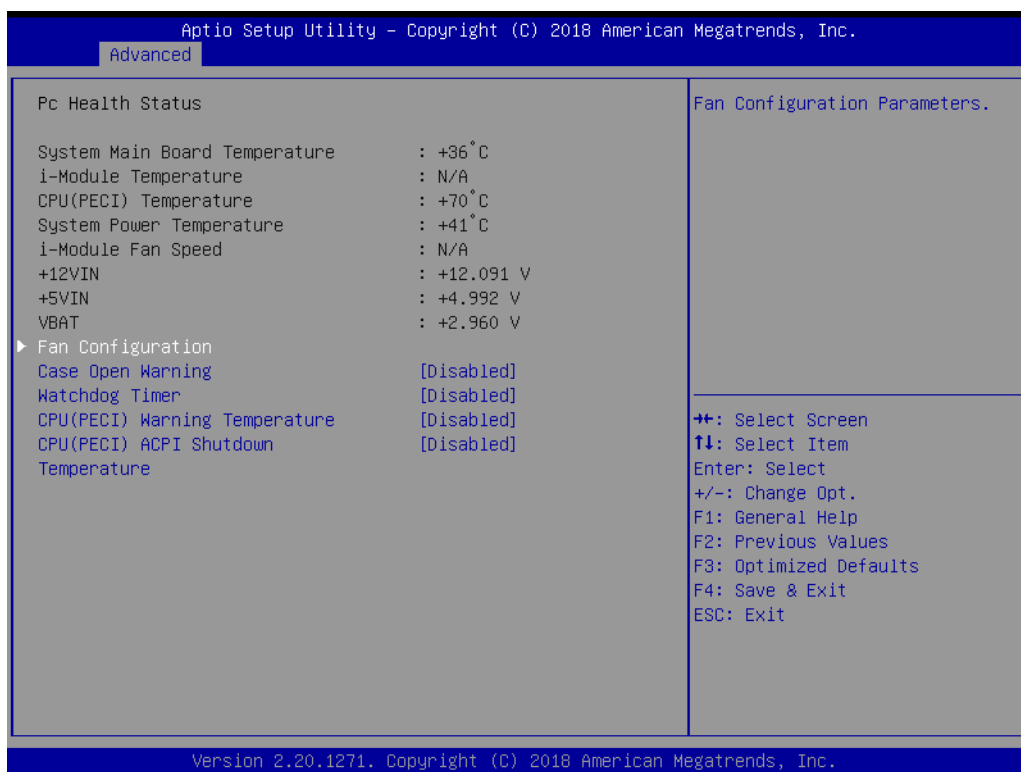 Aptio Setup Utility – Copyright (C) 2018 American Megatrends, Inc.
Advanced
Pc Health Status
System Main Board Temperature : +36°C
i-Module Temperature : N/A
CPU(PECI) Temperature : +70°C
System Power Temperature : +41°C
i-Module Fan Speed : N/A
+12VIN : +12.091 V
+5VIN : +4.992 V
VBAT : +2.960 V
▶ Fan Configuration
Case Open Warning [Disabled]
Watchdog Timer [Disabled]
CPU(PECI) Warning Temperature [Disabled]
CPU(PECI) ACPI Shutdown [Disabled]
Temperature
Fan Configuration Parameters.
→←: Select Screen
↑↓: Select Item
Enter: Select
+/-: Change Opt.
F1: General Help
F2: Previous Values
F3: Optimized Defaults
F4: Save & Exit
ESC: Exit
Version 2.20.1271. Copyright (C) 2018 American Megatrends, Inc.